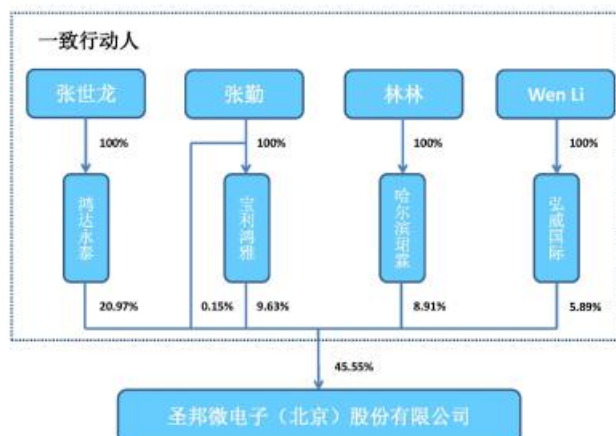 一致行动人
张世龙
张勤
林林
Wen Li
100%
100%
100%
100%
鸿达永泰
宝利鸿雅
哈尔滨珺霖
弘威国际
20.97%
0.15%
9.63%
8.91%
5.89%
45.55%
圣邦微电子（北京）股份有限公司